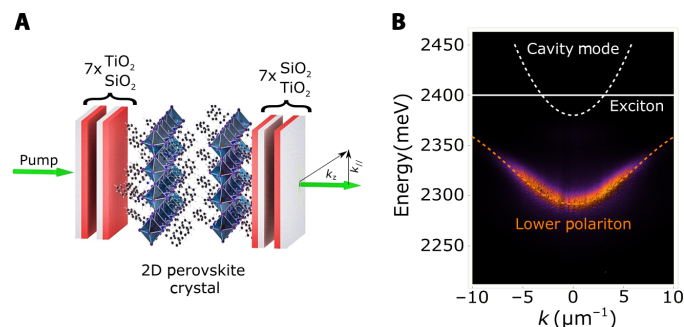 A
7x TiO2
SiO2
7x SiO2
TiO2
Pump
kz
k//
2D perovskite
crystal
B
Energy(meV)
2450
2400
2350
2300
2250
Cavity mode
Exciton
Lower polariton
−10 −5 0 5 10
k (μm⁻¹)